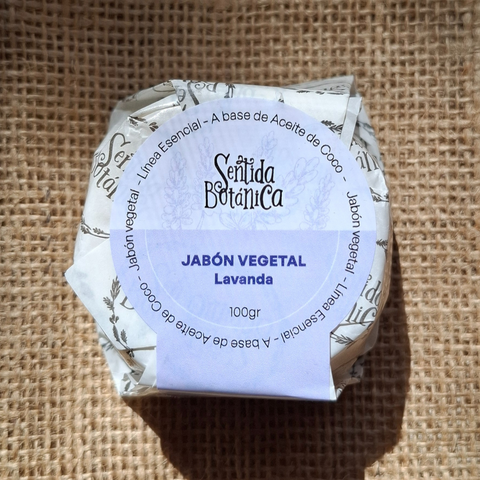 Jabón vegetal - Línea Esencial - A base de Aceite de Coco -
Jabón vegetal - Línea Esencial - A base de Aceite de Coco -
Sentida
Botánica
JABÓN VEGETAL
Lavanda
100gr
Sentida